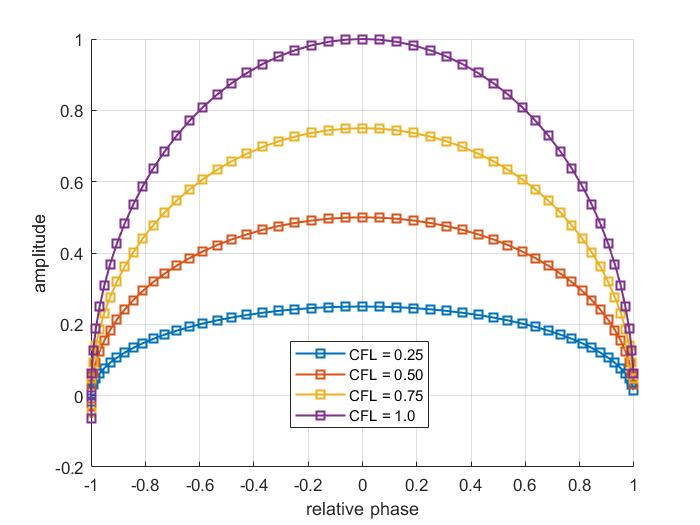 1
0.8
0.6
0.4
0.2
0
-0.2
amplitude
-1 -0.8 -0.6 -0.4 -0.2 0 0.2 0.4 0.6 0.8 1
relative phase
CFL = 0.25
CFL = 0.50
CFL = 0.75
CFL = 1.0